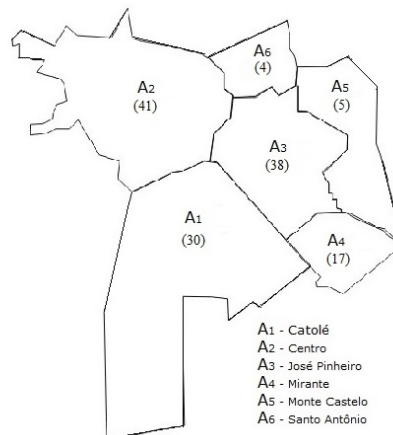 A6
(4)
A2
(41)
A5
(5)
A3
(38)
A1
(30)
A4
(17)
A1 - Catolé
A2 - Centro
A3 - José Pinheiro
A4 - Mirante
A5 - Monte Castelo
A6 - Santo Antônio